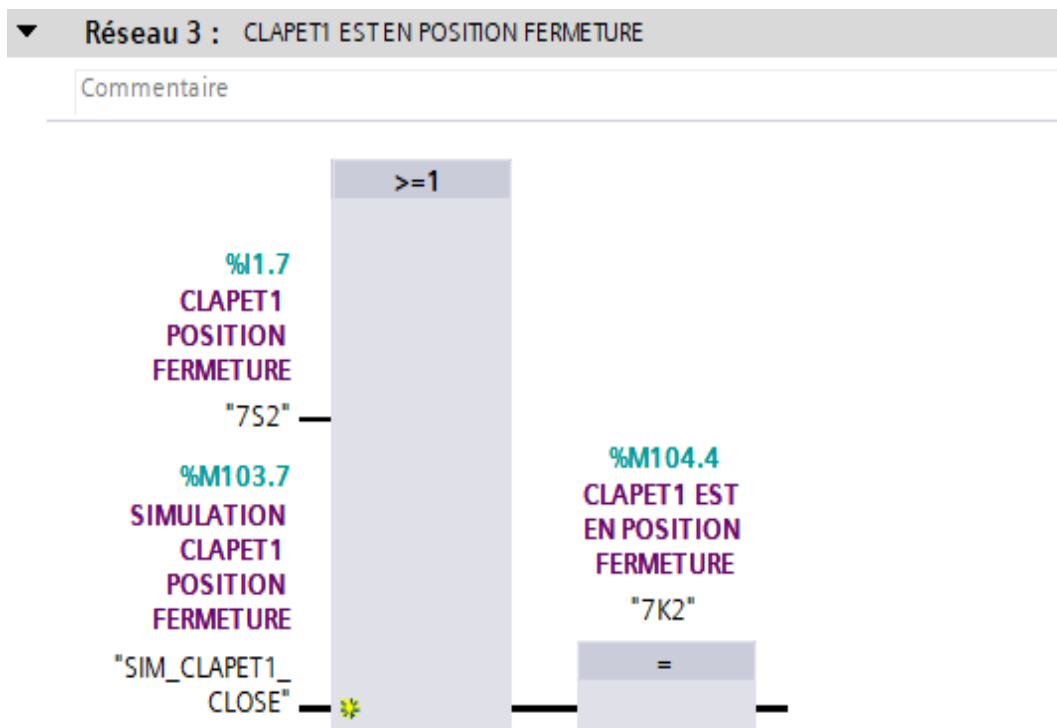 Réseau 3 : CLAPET1 EST EN POSITION FERMETURE
Commentaire
>=1
%I1.7
CLAPET1
POSITION
FERMETURE
"7S2"
%M103.7
SIMULATION
CLAPET1
POSITION
FERMETURE
"SIM_CLAPET1_
CLOSE"
%M104.4
CLAPET1 EST
EN POSITION
FERMETURE
"7K2"
=